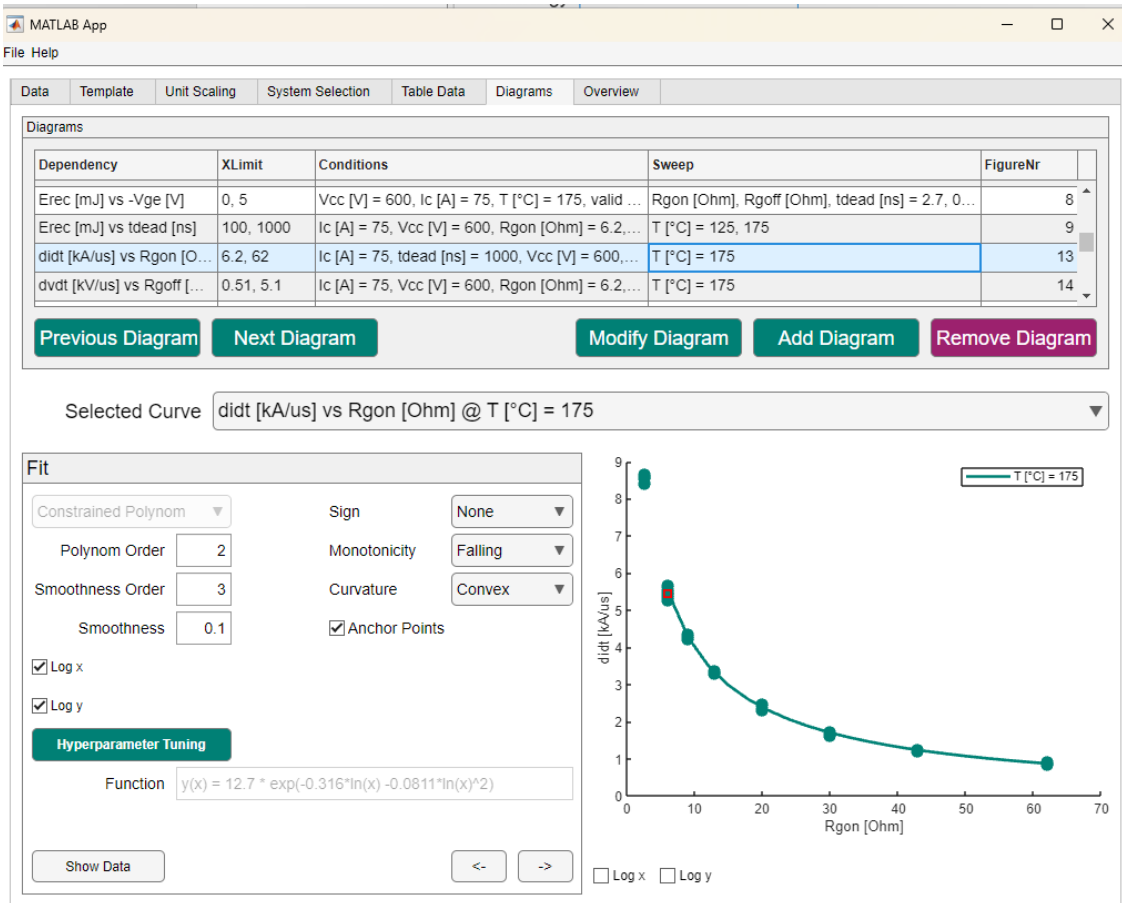 MATLAB App
File Help
Data Template Unit Scaling System Selection Table Data Diagrams Overview
Diagrams
Dependency XLimit Conditions Sweep FigureNr
Erec [mJ] vs -Vge [V] 0, 5 Vcc [V] = 600, Ic [A] = 75, T [°C] = 175, valid ... Rgon [Ohm], Rgoff [Ohm], tdead [ns] = 2.7, 0... 8
Erec [mJ] vs tdead [ns] 100, 1000 Ic [A] = 75, Vcc [V] = 600, Rgon [Ohm] = 6.2,... T [°C] = 125, 175 9
didt [kA/us] vs Rgon [O... 6.2, 62 Ic [A] = 75, tdead [ns] = 1000, Vcc [V] = 600,... T [°C] = 175 13
dvdt [kV/us] vs Rgoff [... 0.51, 5.1 Ic [A] = 75, Vcc [V] = 600, Rgon [Ohm] = 6.2,... T [°C] = 175 14
Previous Diagram Next Diagram Modify Diagram Add Diagram Remove Diagram
Selected Curve didt [kA/us] vs Rgon [Ohm] @ T [°C] = 175
Fit
Constrained Polynom Sign None
Polynom Order 2 Monotonicity Falling
Smoothness Order 3 Curvature Convex
Smoothness 0.1 Anchor Points
Log x
Log y
Hyperparameter Tuning
Function y(x) = 12.7 * exp(-0.316*ln(x) -0.0811*ln(x)^2)
Show Data <- ->
T [°C] = 175
9
8
7
6
5
4
3
2
1
0
didt [kA/us]
0 10 20 30 40 50 60 70
Rgon [Ohm]
Log x Log y